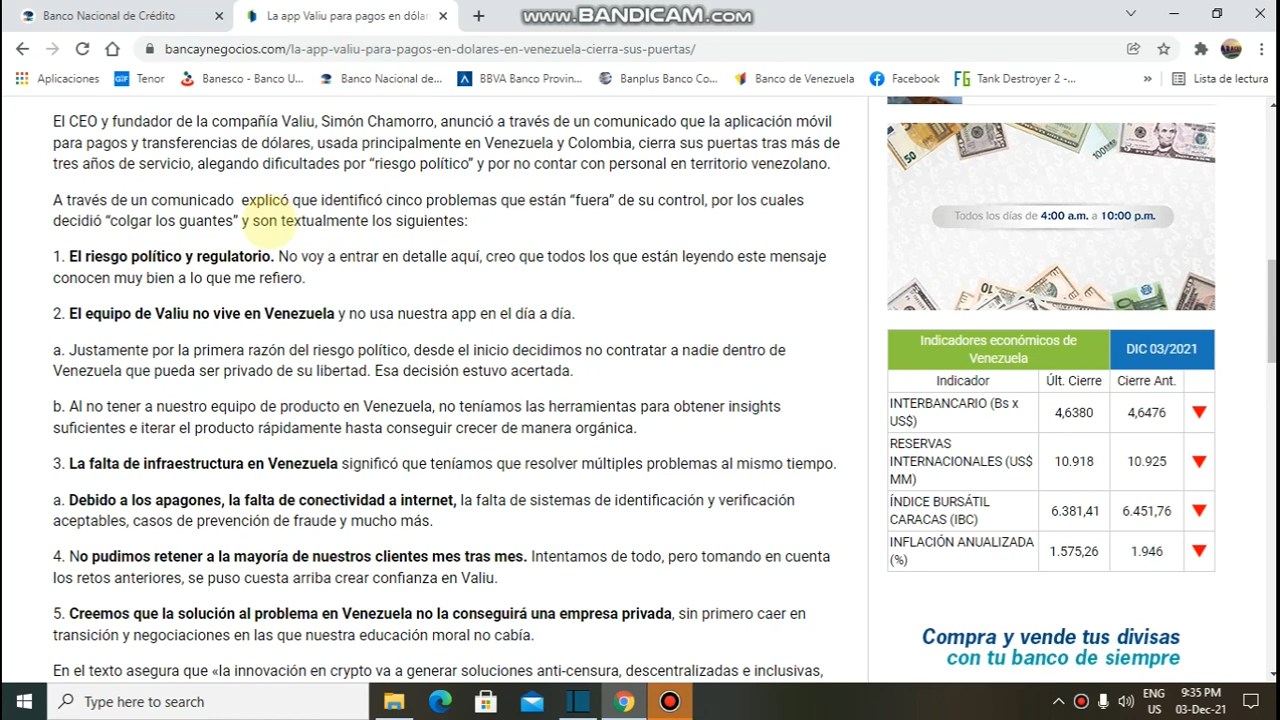 Banco Nacional de Crédito
La app Valiu para pagos en dólar
www.BANDICAM.com
bancaynegocios.com/la-app-valiu-para-pagos-en-dolares-en-venezuela-cierra-sus-puertas/
Aplicaciones
GIF Tenor
Banesco - Banco U...
Banco Nacional de...
BBVA Banco Provin...
Banplus Banco Co...
Banco de Venezuela
Facebook
FG Tank Destroyer 2 -...
»
Lista de lectura
El CEO y fundador de la compañía Valiu, Simón Chamorro, anunció a través de un comunicado que la aplicación móvil
para pagos y transferencias de dólares, usada principalmente en Venezuela y Colombia, cierra sus puertas tras más de
tres años de servicio, alegando dificultades por “riesgo político” y por no contar con personal en territorio venezolano.
A través de un comunicado explicó que identificó cinco problemas que están “fuera” de su control, por los cuales
decidió “colgar los guantes” y son textualmente los siguientes:
1. El riesgo político y regulatorio. No voy a entrar en detalle aquí, creo que todos los que están leyendo este mensaje
conocen muy bien a lo que me refiero.
2. El equipo de Valiu no vive en Venezuela y no usa nuestra app en el día a día.
a. Justamente por la primera razón del riesgo político, desde el inicio decidimos no contratar a nadie dentro de
Venezuela que pueda ser privado de su libertad. Esa decisión estuvo acertada.
b. Al no tener a nuestro equipo de producto en Venezuela, no teníamos las herramientas para obtener insights
suficientes e iterar el producto rápidamente hasta conseguir crecer de manera orgánica.
3. La falta de infraestructura en Venezuela significó que teníamos que resolver múltiples problemas al mismo tiempo.
a. Debido a los apagones, la falta de conectividad a internet, la falta de sistemas de identificación y verificación
aceptables, casos de prevención de fraude y mucho más.
4. No pudimos retener a la mayoría de nuestros clientes mes tras mes. Intentamos de todo, pero tomando en cuenta
los retos anteriores, se puso cuesta arriba crear confianza en Valiu.
5. Creemos que la solución al problema en Venezuela no la conseguirá una empresa privada, sin primero caer en
transición y negociaciones en las que nuestra educación moral no cabía.
En el texto asegura que «la innovación en crypto va a generar soluciones anti-censura, descentralizadas e inclusivas,
50
100
10
Todos los días de 4:00 a.m. a 10:00 p.m.
Indicadores económicos de
Venezuela
DIC 03/2021
Indicador Últ. Cierre Cierre Ant.
INTERBANCARIO (Bs x
US$)
4,6380 4,6476
RESERVAS
INTERNACIONALES (US$
MM)
10.918 10.925
ÍNDICE BURSÁTIL
CARACAS (IBC)
6.381,41 6.451,76
INFLACIÓN ANUALIZADA
(%)
1.575,26 1.946
Compra y vende tus divisas
con tu banco de siempre
Type here to search
ENG
US
9:35 PM
03-Dec-21